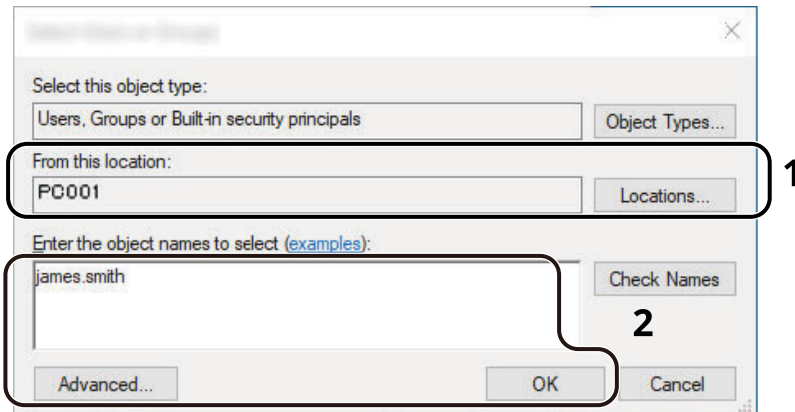 Select this object type:
Users, Groups or Built-in security principals
Object Types...
From this location:
PC001
Locations...
1
Enter the object names to select (examples):
james.smith
Check Names
2
Advanced...
OK
Cancel